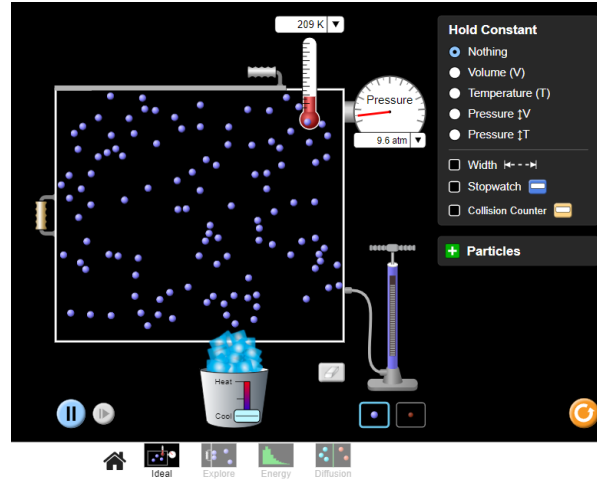 209 K
Hold Constant
Nothing
Volume (V)
Temperature (T)
Pressure ↕V
Pressure ↕T
Width
Stopwatch
Collision Counter
Pressure
9.6 atm
Particles
Heat
Cool
Ideal
Explore
Energy
Diffusion